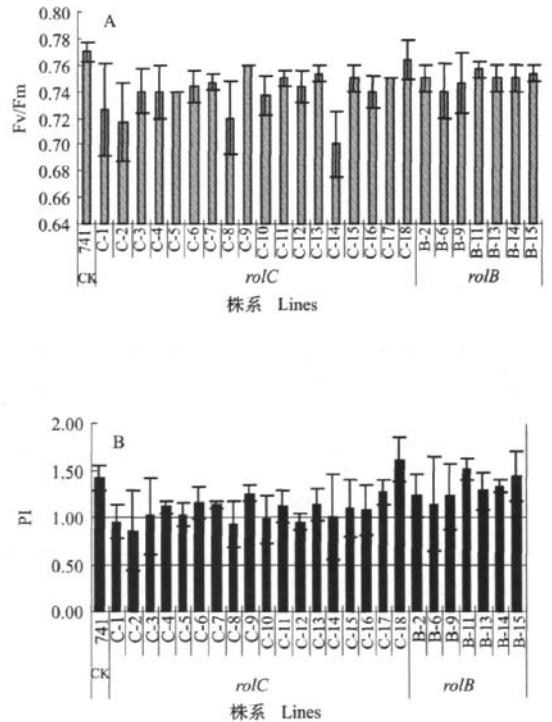 A
Fv/Fm
0.80
0.78
0.76
0.74
0.72
0.70
0.68
0.66
0.64
741 C-1 C-2 C-3 C-4 C-5 C-6 C-7 C-8 C-9 C-10 C-11 C-12 C-13 C-14 C-15 C-16 C-17 C-18 B-2 B-6 B-9 B-11 B-13 B-14 B-15
CK rolC rolB
株系 Lines
B
PI
2.00
1.50
1.00
0.50
0.00
741 C-1 C-2 C-3 C-4 C-5 C-6 C-7 C-8 C-9 C-10 C-11 C-12 C-13 C-14 C-15 C-16 C-17 C-18 B-2 B-6 B-9 B-11 B-13 B-14 B-15
CK rolC rolB
株系 Lines